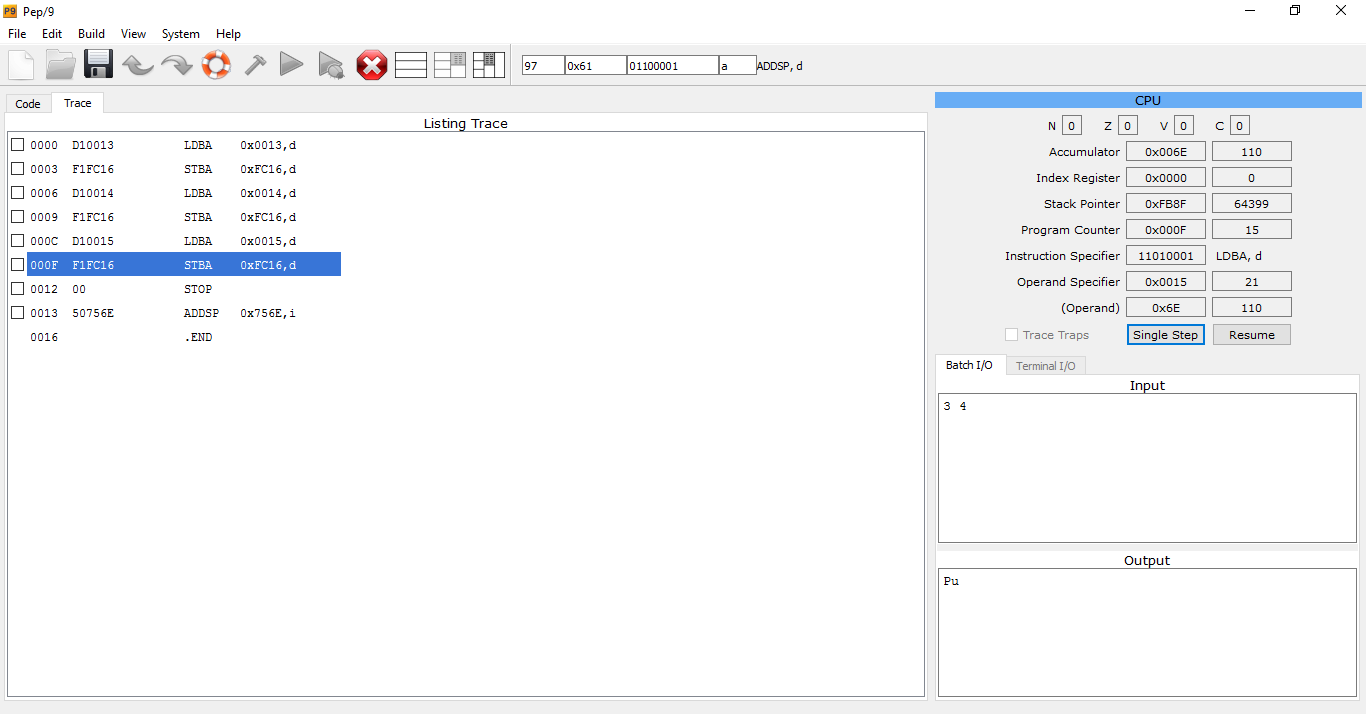 P9 Pep/9
File Edit Build View System Help
97 0x61 01100001 a ADDSP, d
Code Trace
Listing Trace
0000 D10013 LDBA 0x0013,d
0003 F1FC16 STBA 0xFC16,d
0006 D10014 LDBA 0x0014,d
0009 F1FC16 STBA 0xFC16,d
000C D10015 LDBA 0x0015,d
000F F1FC16 STBA 0xFC16,d
0012 00 STOP
0013 50756E ADDSP 0x756E,i
0016 .END
CPU
N 0 Z 0 V 0 C 0
Accumulator 0x006E 110
Index Register 0x0000 0
Stack Pointer 0xFB8F 64399
Program Counter 0x000F 15
Instruction Specifier 11010001 LDBA, d
Operand Specifier 0x0015 21
(Operand) 0x6E 110
Trace Traps Single Step Resume
Batch I/O Terminal I/O
Input
3 4
Output
Pu